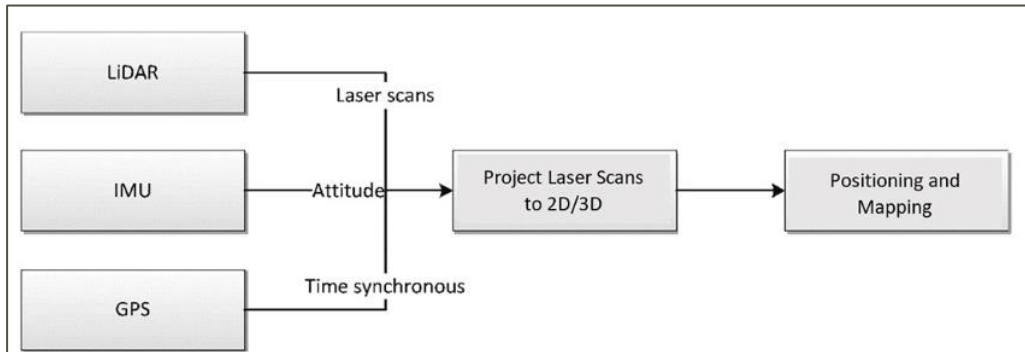 LiDAR
Laser scans
IMU
Attitude
Project Laser Scans
to 2D/3D
Positioning and
Mapping
Time synchronous
GPS